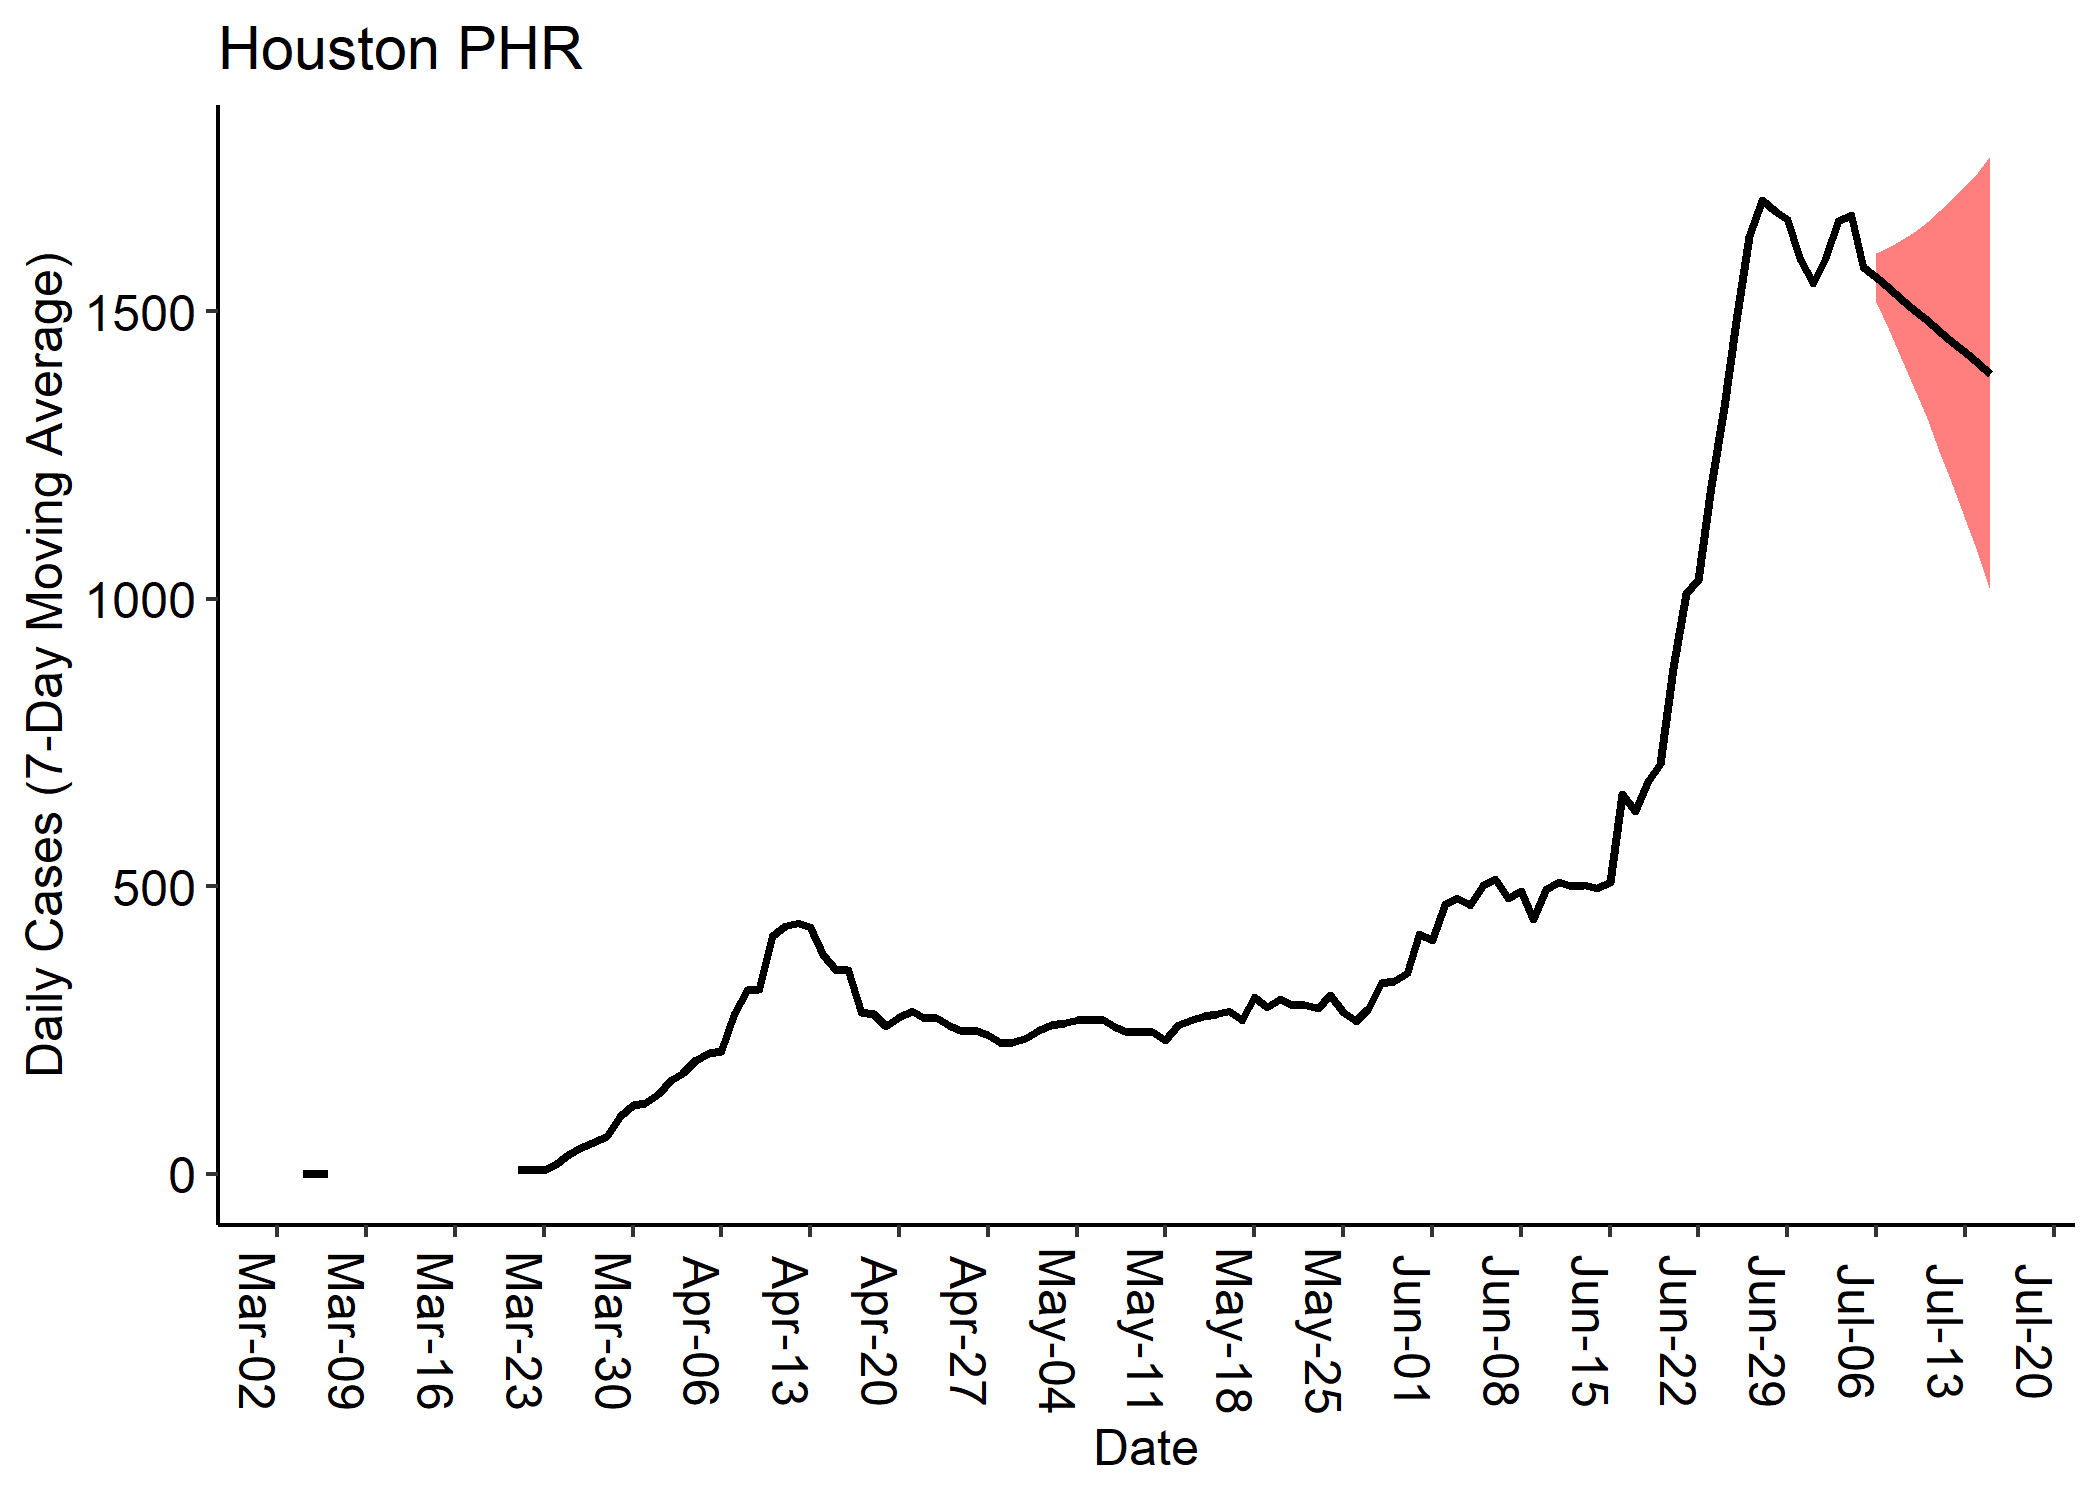 Houston PHR
Daily Cases (7-Day Moving Average)
1500
1000
500
0
Mar-02
Mar-09
Mar-16
Mar-23
Mar-30
Apr-06
Apr-13
Apr-20
Apr-27
May-04
May-11
May-18
May-25
Jun-01
Jun-08
Jun-15
Jun-22
Jun-29
Jul-06
Jul-13
Jul-20
Date